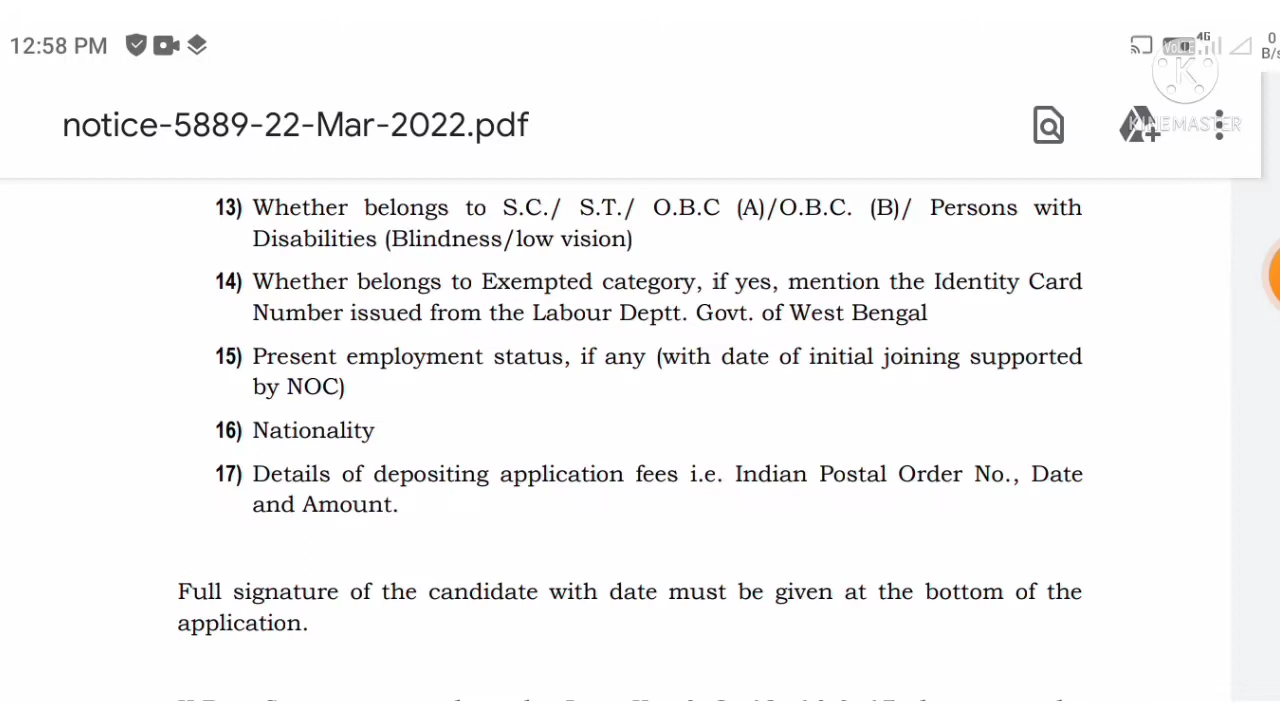 12:58 PM
4G
VoLTE
0
B/s
K
KINEMASTER
notice-5889-22-Mar-2022.pdf
13) Whether belongs to S.C./ S.T./ O.B.C (A)/O.B.C. (B)/ Persons with
Disabilities (Blindness/low vision)
14) Whether belongs to Exempted category, if yes, mention the Identity Card
Number issued from the Labour Deptt. Govt. of West Bengal
15) Present employment status, if any (with date of initial joining supported
by NOC)
16) Nationality
17) Details of depositing application fees i.e. Indian Postal Order No., Date
and Amount.
Full signature of the candidate with date must be given at the bottom of the
application.